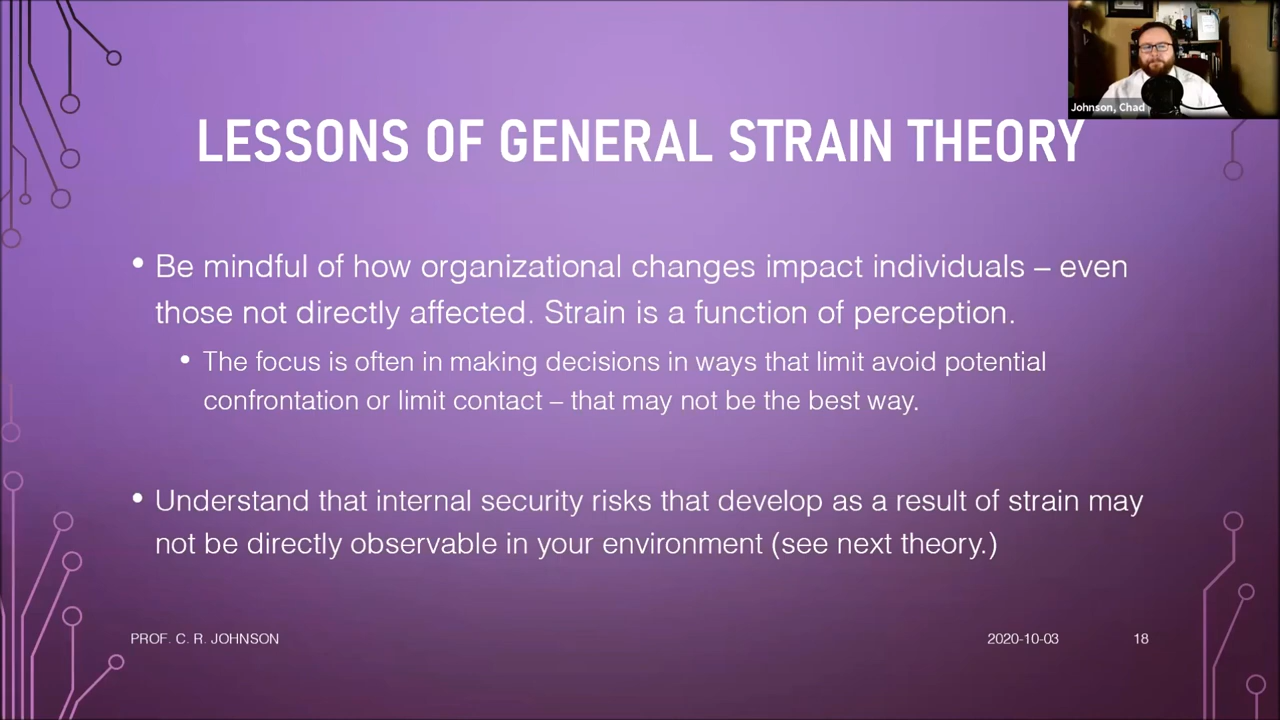 Johnson, Chad
LESSONS OF GENERAL STRAIN THEORY
• Be mindful of how organizational changes impact individuals – even
those not directly affected. Strain is a function of perception.
• The focus is often in making decisions in ways that limit avoid potential
confrontation or limit contact – that may not be the best way.
• Understand that internal security risks that develop as a result of strain may
not be directly observable in your environment (see next theory.)
PROF. C. R. JOHNSON
2020-10-03
18